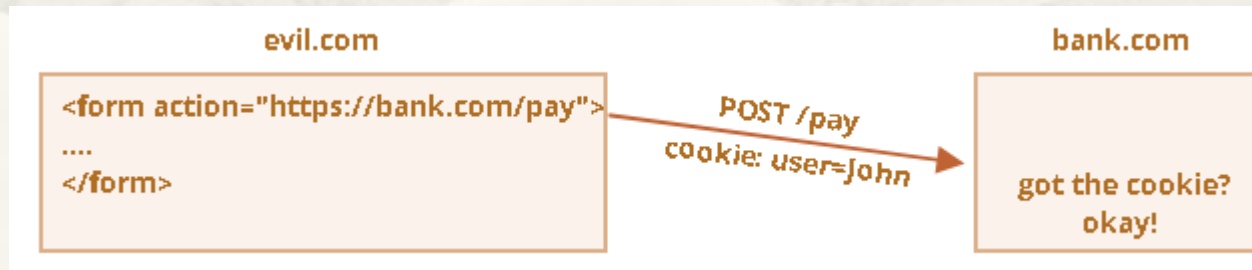 evil.com
bank.com
<form action="https://bank.com/pay">
....
</form>
POST /pay
cookie: user=John
got the cookie?
okay!